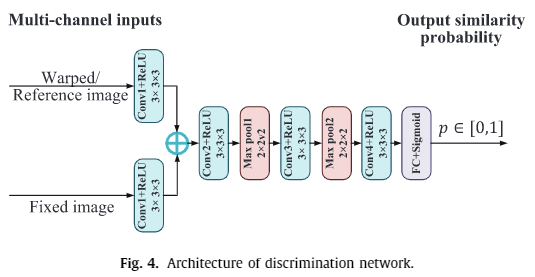 Multi-channel inputs
Output similarity
probability
Warped/
Reference image
Conv1+ReLU
3× 3×3
Conv1+ReLU
3× 3×3
Fixed image
Conv2+ReLU
3×3×3
Max pool1
2×2v2
Conv3+ReLU
3× 3×3
Max pool2
2×2×2
Conv4+ReLU
3×3×3
FC+Sigmoid
p ∈ [0,1]
Fig. 4. Architecture of discrimination network.